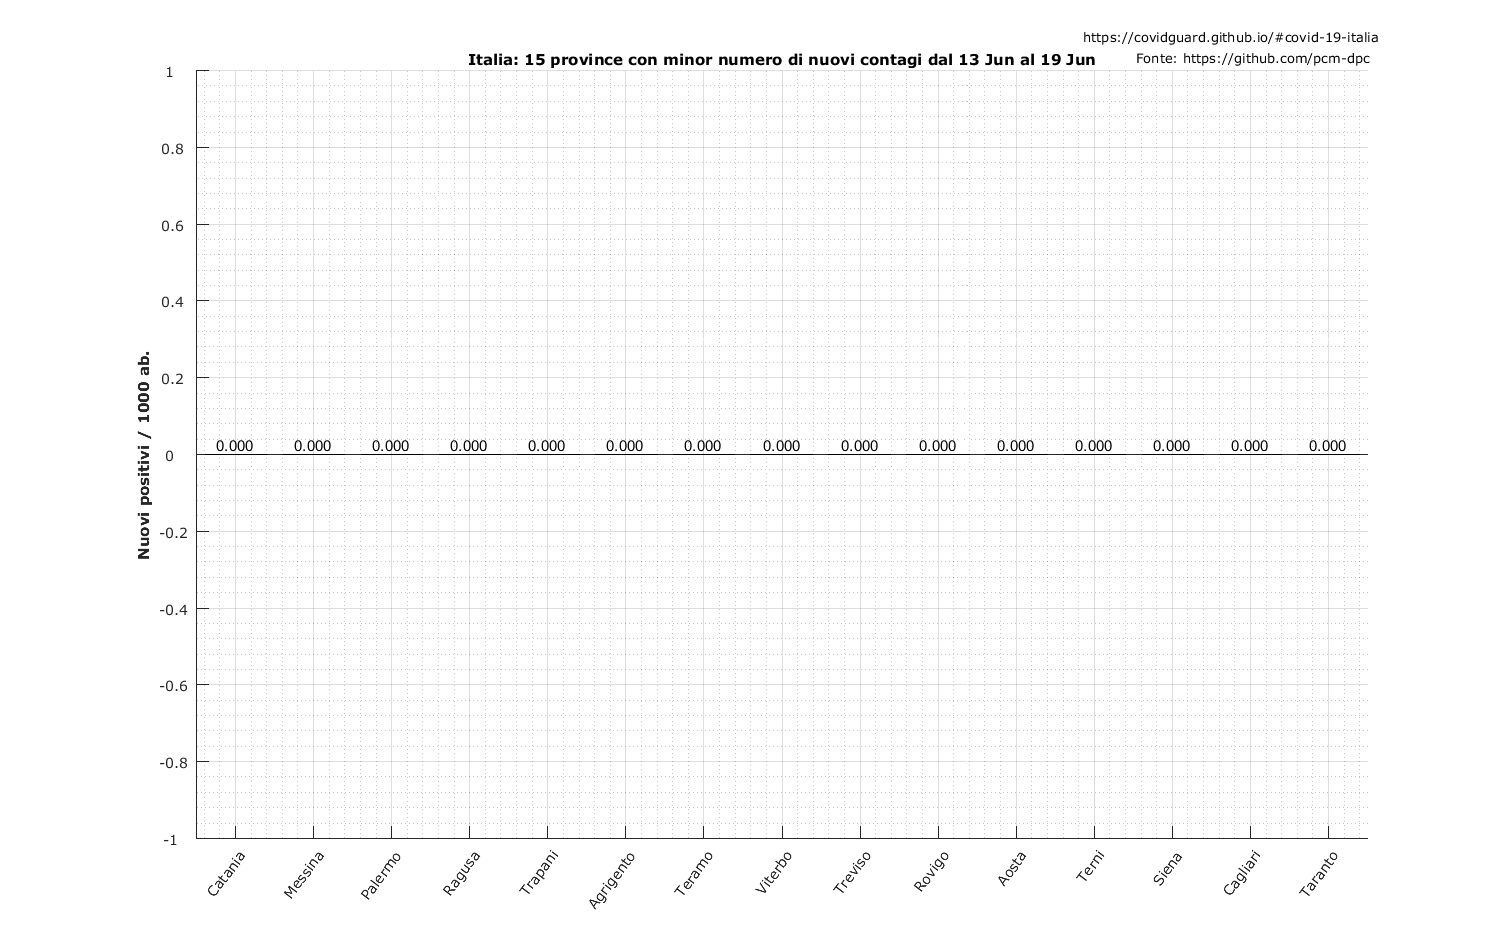 https://covidguard.github.io/#covid-19-italia
Italia: 15 province con minor numero di nuovi contagi dal 13 Jun al 19 Jun
Fonte: https://github.com/pcm-dpc
Nuovi positivi / 1000 ab.
1
0.8
0.6
0.4
0.2
0
-0.2
-0.4
-0.6
-0.8
-1
0.000 0.000 0.000 0.000 0.000 0.000 0.000 0.000 0.000 0.000 0.000 0.000 0.000 0.000 0.000
Catania Messina Palermo Ragusa Trapani Agrigento Teramo Viterbo Treviso Rovigo Aosta Terni Siena Cagliari Taranto